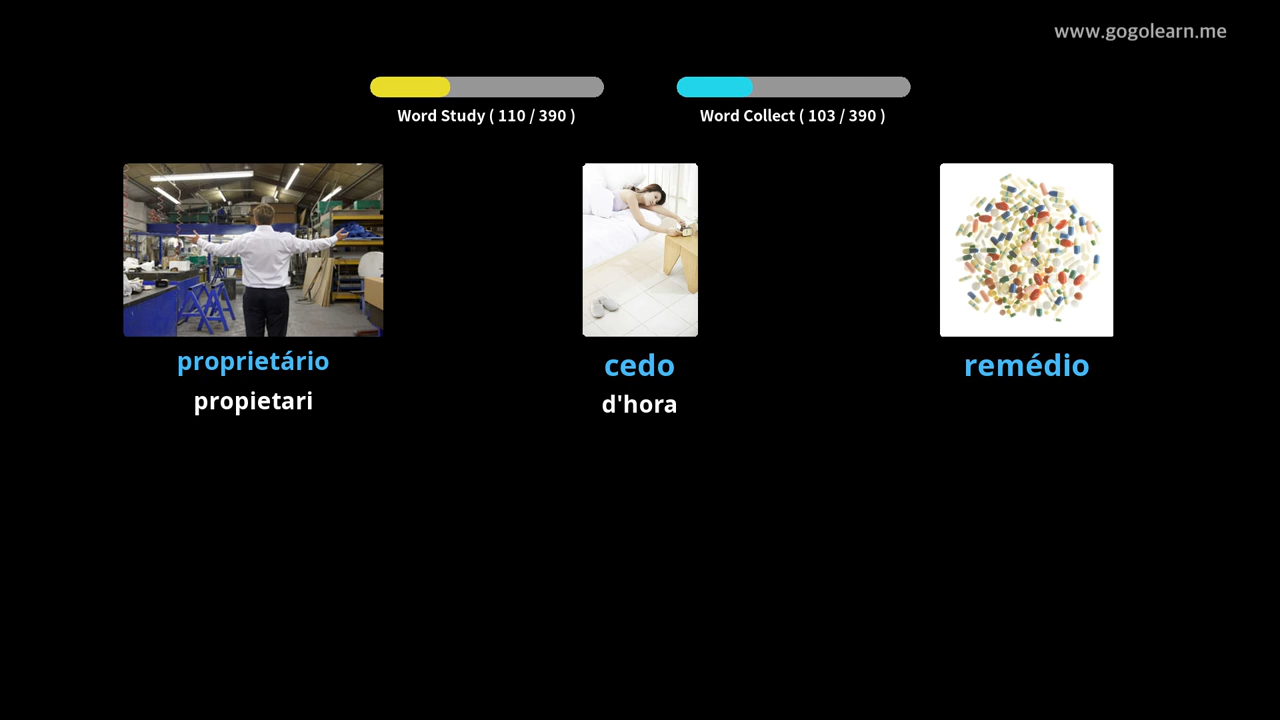 www.gogolearn.me
Word Study ( 110 / 390 )
Word Collect ( 103 / 390 )
proprietário
propietari
cedo
d'hora
remédio